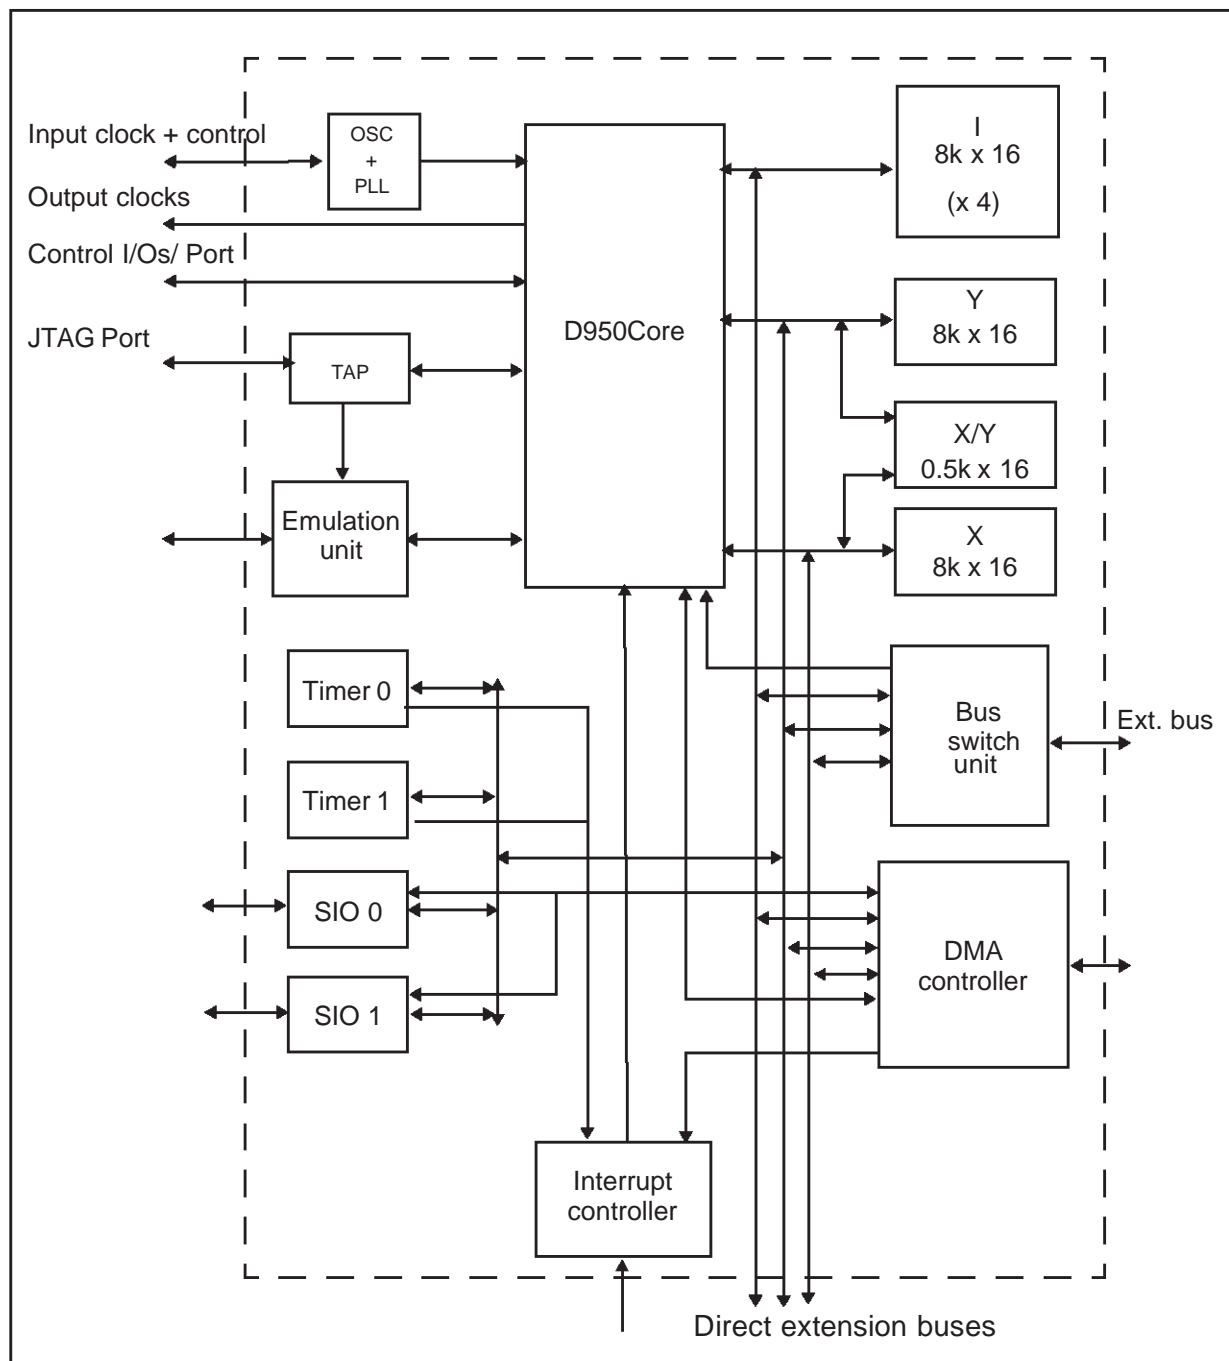 Input clock + control
OSC
+
PLL
Output clocks
Control I/Os/ Port
JTAG Port
TAP
Emulation
unit
D950Core
I
8k x 16
(x 4)
Y
8k x 16
X/Y
0.5k x 16
X
8k x 16
Timer 0
Timer 1
SIO 0
SIO 1
Bus
switch
unit
Ext. bus
DMA
controller
Interrupt
controller
Direct extension buses